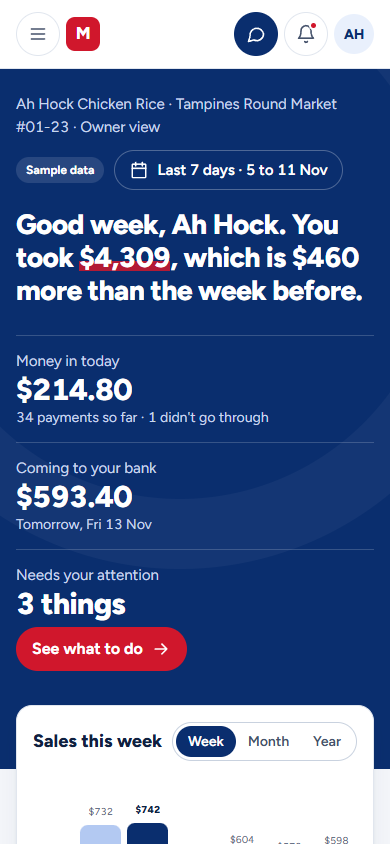 M
AH
Ah Hock Chicken Rice · Tampines Round Market
#01-23 · Owner view
Sample data
Last 7 days · 5 to 11 Nov
Good week, Ah Hock. You
took $4,309, which is $460
more than the week before.
Money in today
$214.80
34 payments so far · 1 didn't go through
Coming to your bank
$593.40
Tomorrow, Fri 13 Nov
Needs your attention
3 things
See what to do
Sales this week
Week
Month
Year
$732
$742
$604
$598